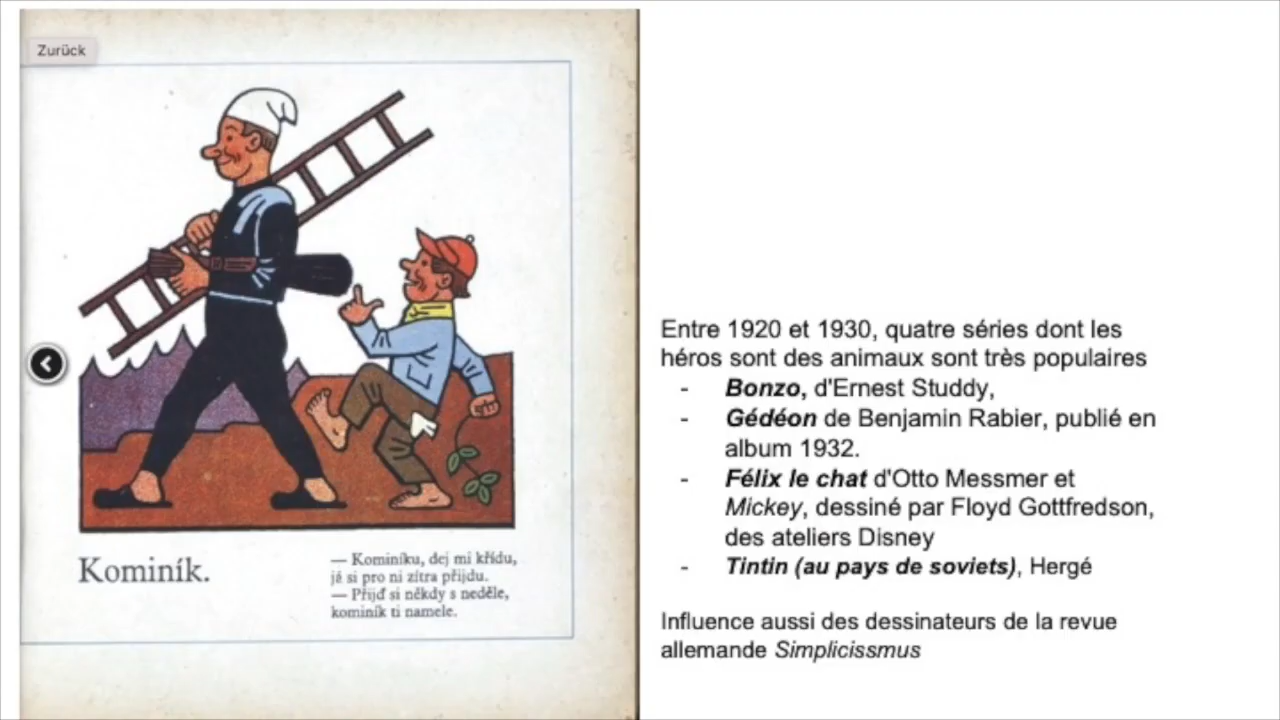 Zurück
Kominík.
— Kominíku, dej mi křídu,
já si pro ni zítra přijdu.
— Přijď si někdy s neděle,
kominík ti namele.
Entre 1920 et 1930, quatre séries dont les
héros sont des animaux sont très populaires
- Bonzo, d'Ernest Studdy,
- Gédéon de Benjamin Rabier, publié en
album 1932.
- Félix le chat d'Otto Messmer et
Mickey, dessiné par Floyd Gottfredson,
des ateliers Disney
- Tintin (au pays de soviets), Hergé
Influence aussi des dessinateurs de la revue
allemande Simplicissmus